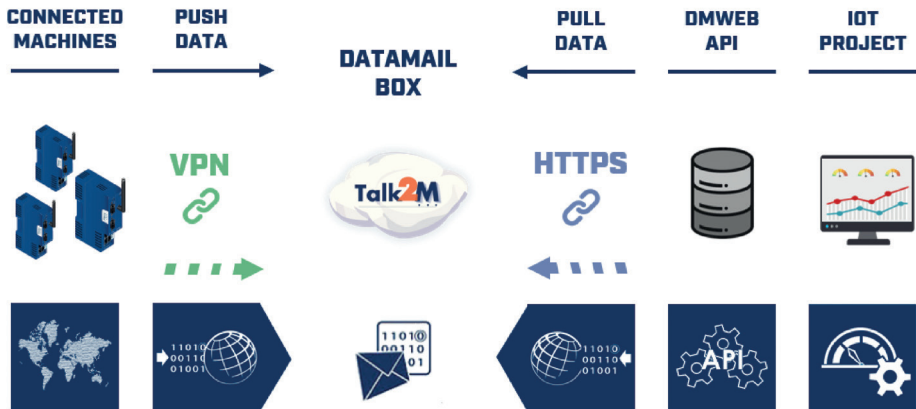 CONNECTED
MACHINES
PUSH
DATA
DATAMAIL
BOX
PULL
DATA
DMWEB
API
IOT
PROJECT
VPN
Talk2M
HTTPS
11010
00110
01001
11010
00110
01
11010
00110
01001
API